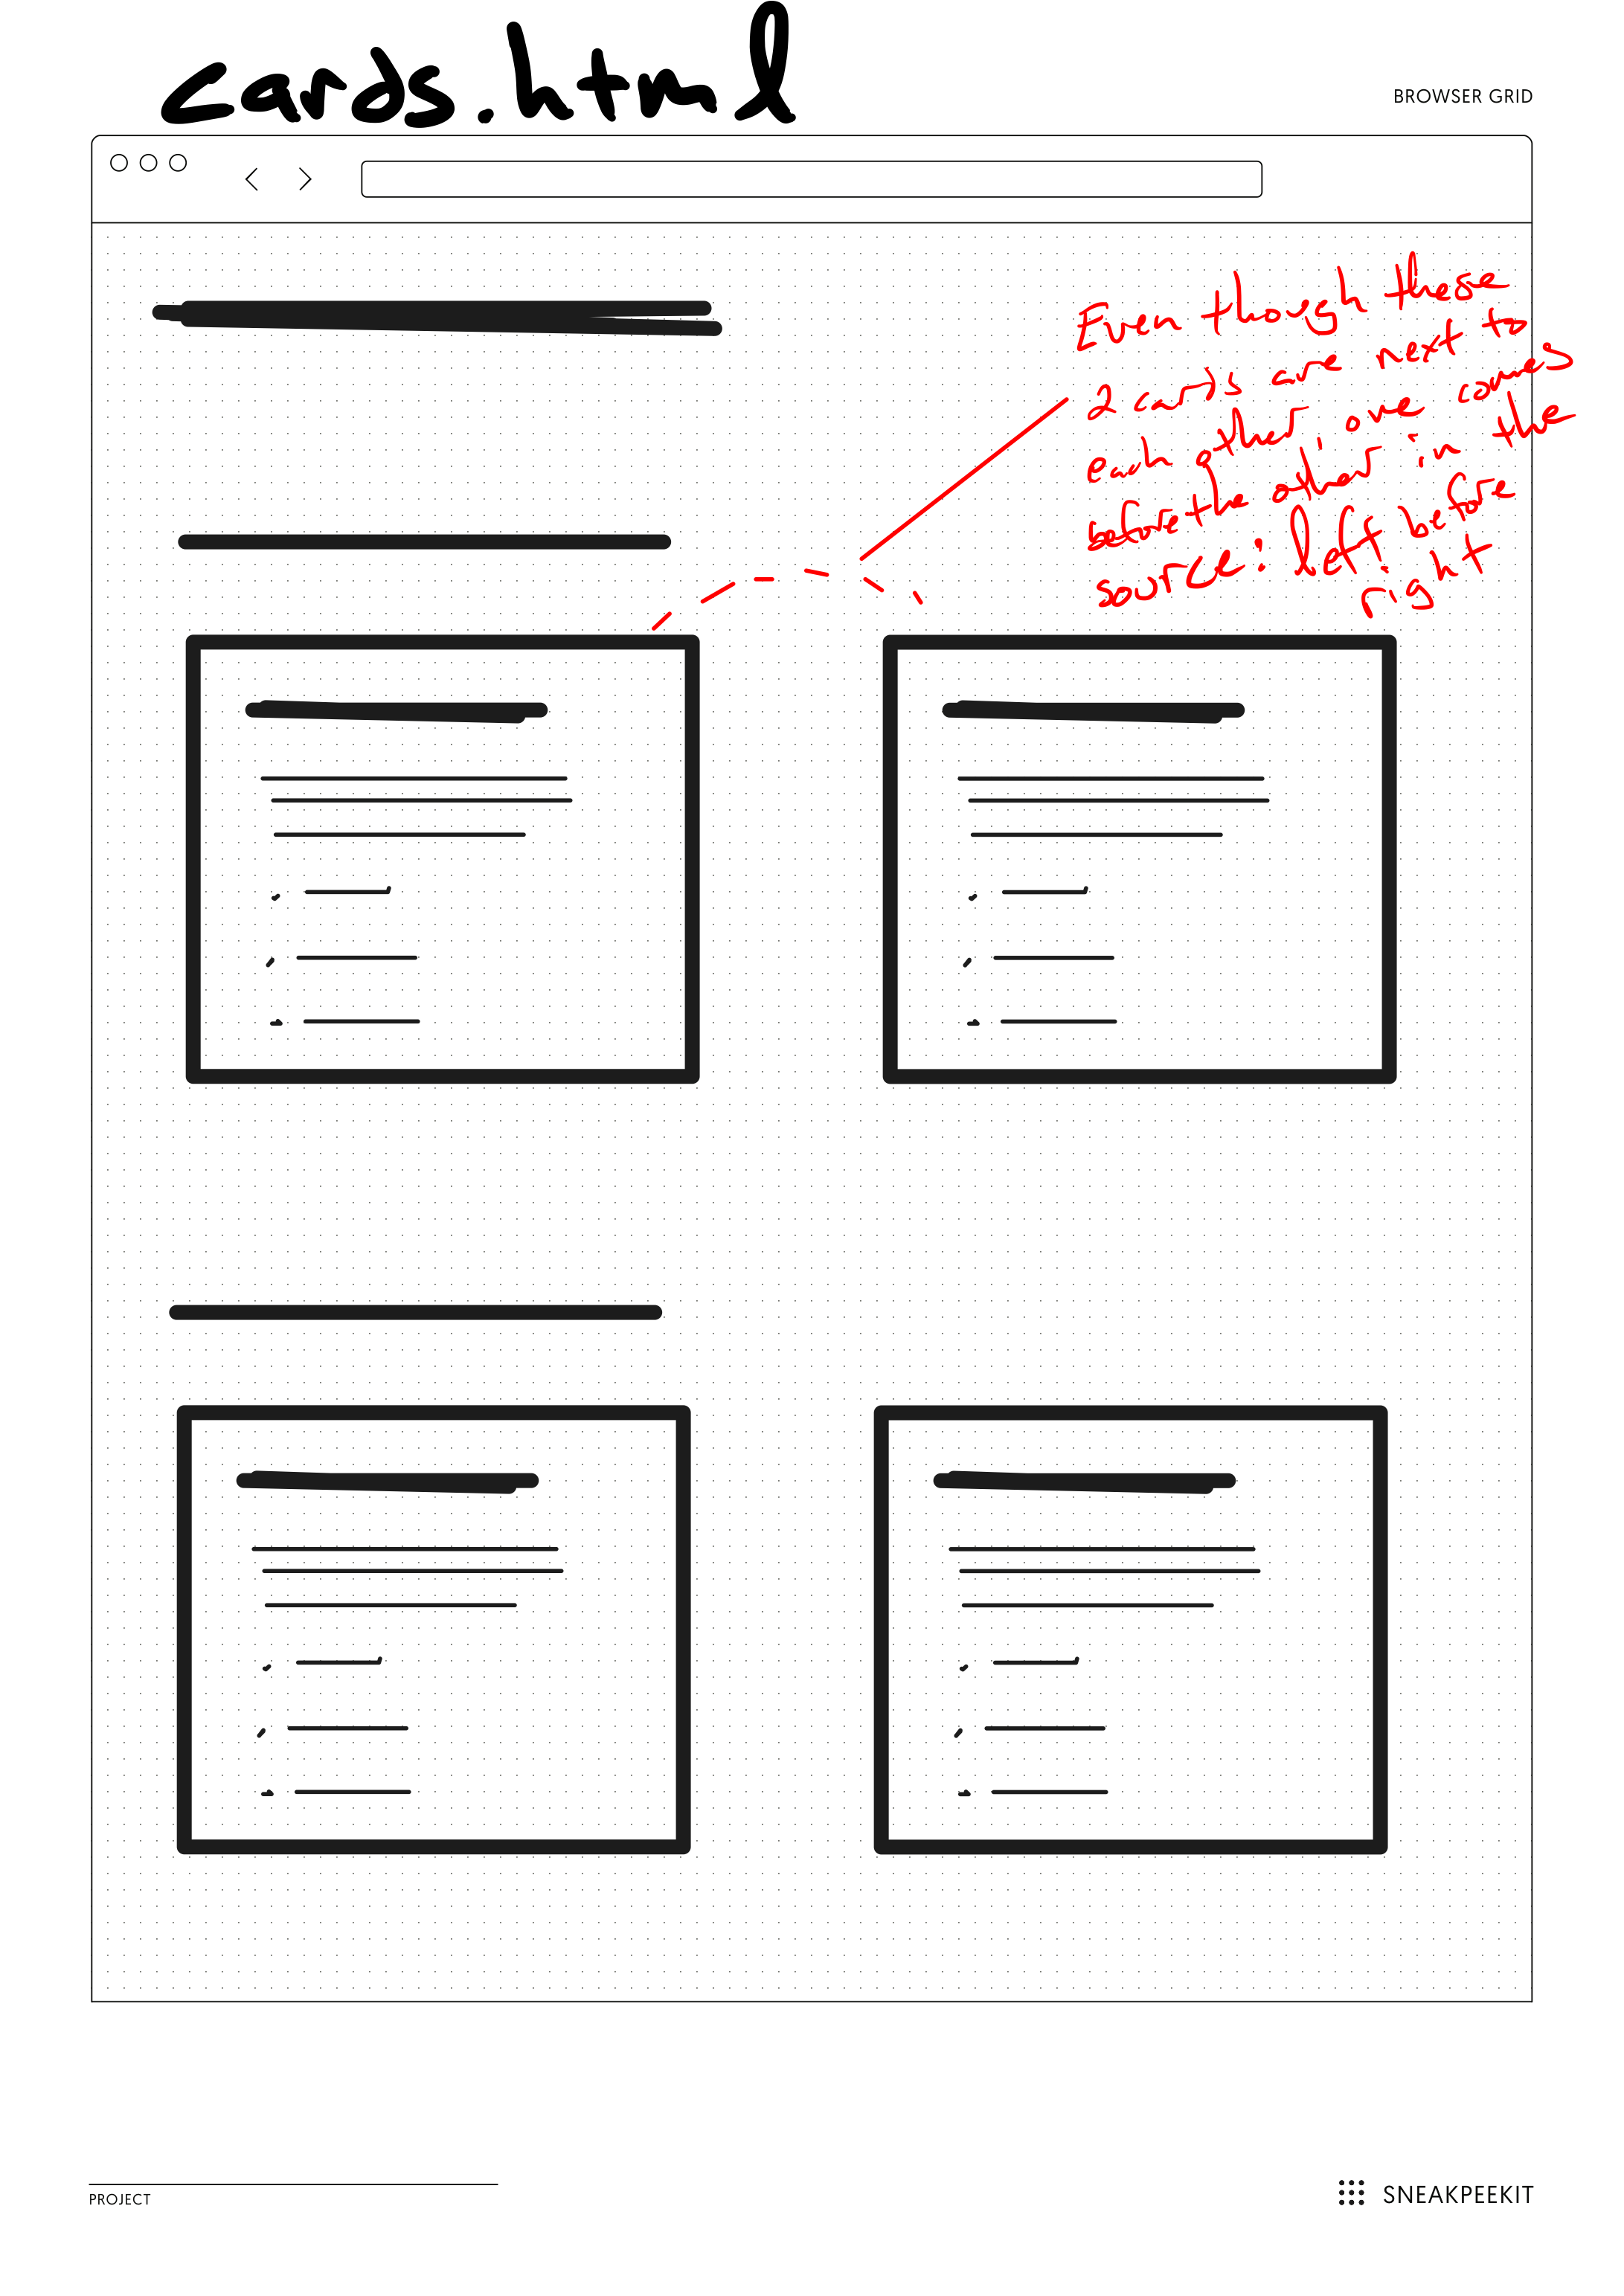 cards.html
BROWSER GRID
Even though these
2 cards are next to
each other, one comes
before the other in the
source: left before
right
PROJECT
SNEAKPEEKIT